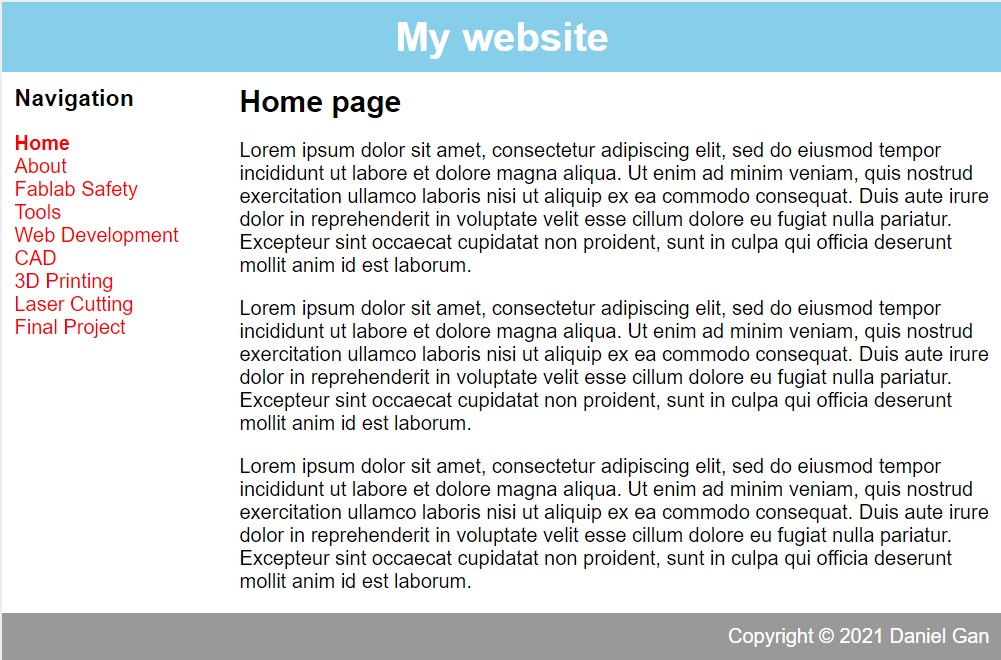 My website
Navigation
Home
About
Fablab Safety
Tools
Web Development
CAD
3D Printing
Laser Cutting
Final Project
Home page
Lorem ipsum dolor sit amet, consectetur adipiscing elit, sed do eiusmod tempor
incididunt ut labore et dolore magna aliqua. Ut enim ad minim veniam, quis nostrud
exercitation ullamco laboris nisi ut aliquip ex ea commodo consequat. Duis aute irure
dolor in reprehenderit in voluptate velit esse cillum dolore eu fugiat nulla pariatur.
Excepteur sint occaecat cupidatat non proident, sunt in culpa qui officia deserunt
mollit anim id est laborum.
Lorem ipsum dolor sit amet, consectetur adipiscing elit, sed do eiusmod tempor
incididunt ut labore et dolore magna aliqua. Ut enim ad minim veniam, quis nostrud
exercitation ullamco laboris nisi ut aliquip ex ea commodo consequat. Duis aute irure
dolor in reprehenderit in voluptate velit esse cillum dolore eu fugiat nulla pariatur.
Excepteur sint occaecat cupidatat non proident, sunt in culpa qui officia deserunt
mollit anim id est laborum.
Lorem ipsum dolor sit amet, consectetur adipiscing elit, sed do eiusmod tempor
incididunt ut labore et dolore magna aliqua. Ut enim ad minim veniam, quis nostrud
exercitation ullamco laboris nisi ut aliquip ex ea commodo consequat. Duis aute irure
dolor in reprehenderit in voluptate velit esse cillum dolore eu fugiat nulla pariatur.
Excepteur sint occaecat cupidatat non proident, sunt in culpa qui officia deserunt
mollit anim id est laborum.
Copyright © 2021 Daniel Gan